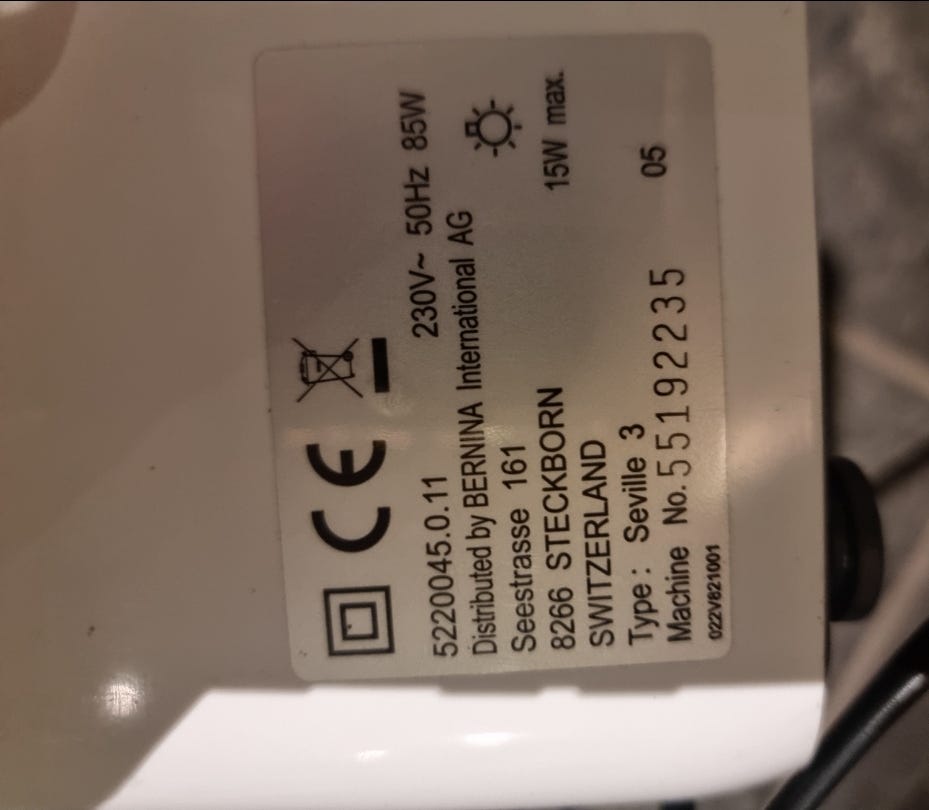 CE
230V~ 50Hz 85W
5220045.0.11
Distributed by BERNINA International AG
Seestrasse 161
8266 STECKBORN 15W max.
SWITZERLAND
Type: Seville 3 05
Machine No. 55192235
022V821001